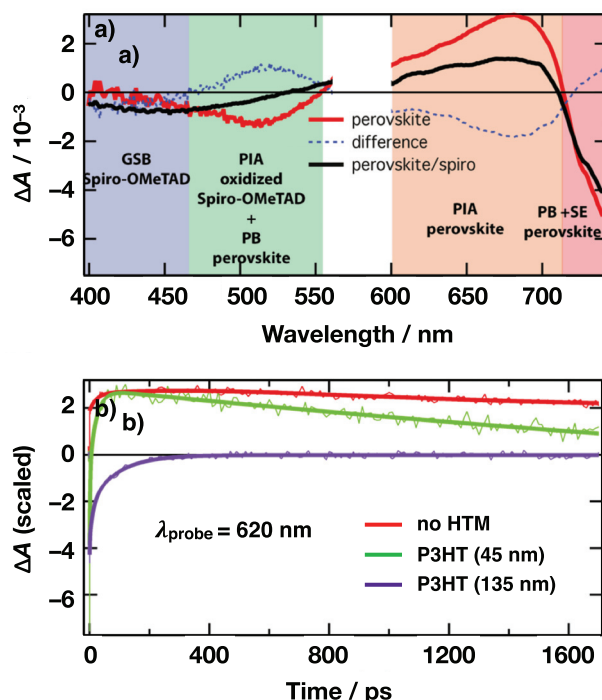 a)
a)
2
0
−2
−4
−6
ΔA / 10⁻³
GSB
Spiro-OMeTAD
PIA
oxidized
Spiro-OMeTAD
+
PB
perovskite
perovskite
difference
perovskite/spiro
PIA
perovskite
PB +SE
perovskite
400 450 500 550 600 650 700
Wavelength / nm
b)
b)
2
0
−2
−4
−6
ΔA (scaled)
λprobe = 620 nm
no HTM
P3HT (45 nm)
P3HT (135 nm)
0 400 800 1200 1600
Time / ps